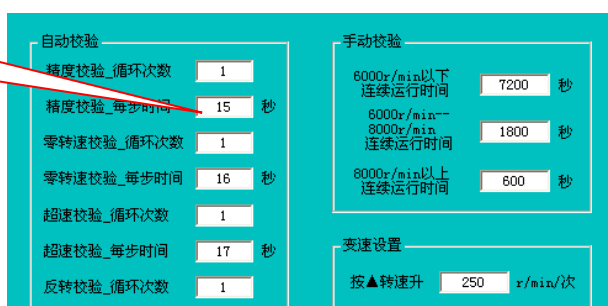 自动校验
精度校验_循环次数 1
精度校验_每步时间 15 秒
零转速校验_循环次数 1
零转速校验_每步时间 16 秒
超速校验_循环次数 1
超速校验_每步时间 17 秒
反转校验_循环次数 1
手动校验
6000r/min以下
连续运行时间 7200 秒
6000r/min--
8000r/min
连续运行时间 1800 秒
8000r/min以上
连续运行时间 600 秒
变速设置
按▲转速升 250 r/min/次